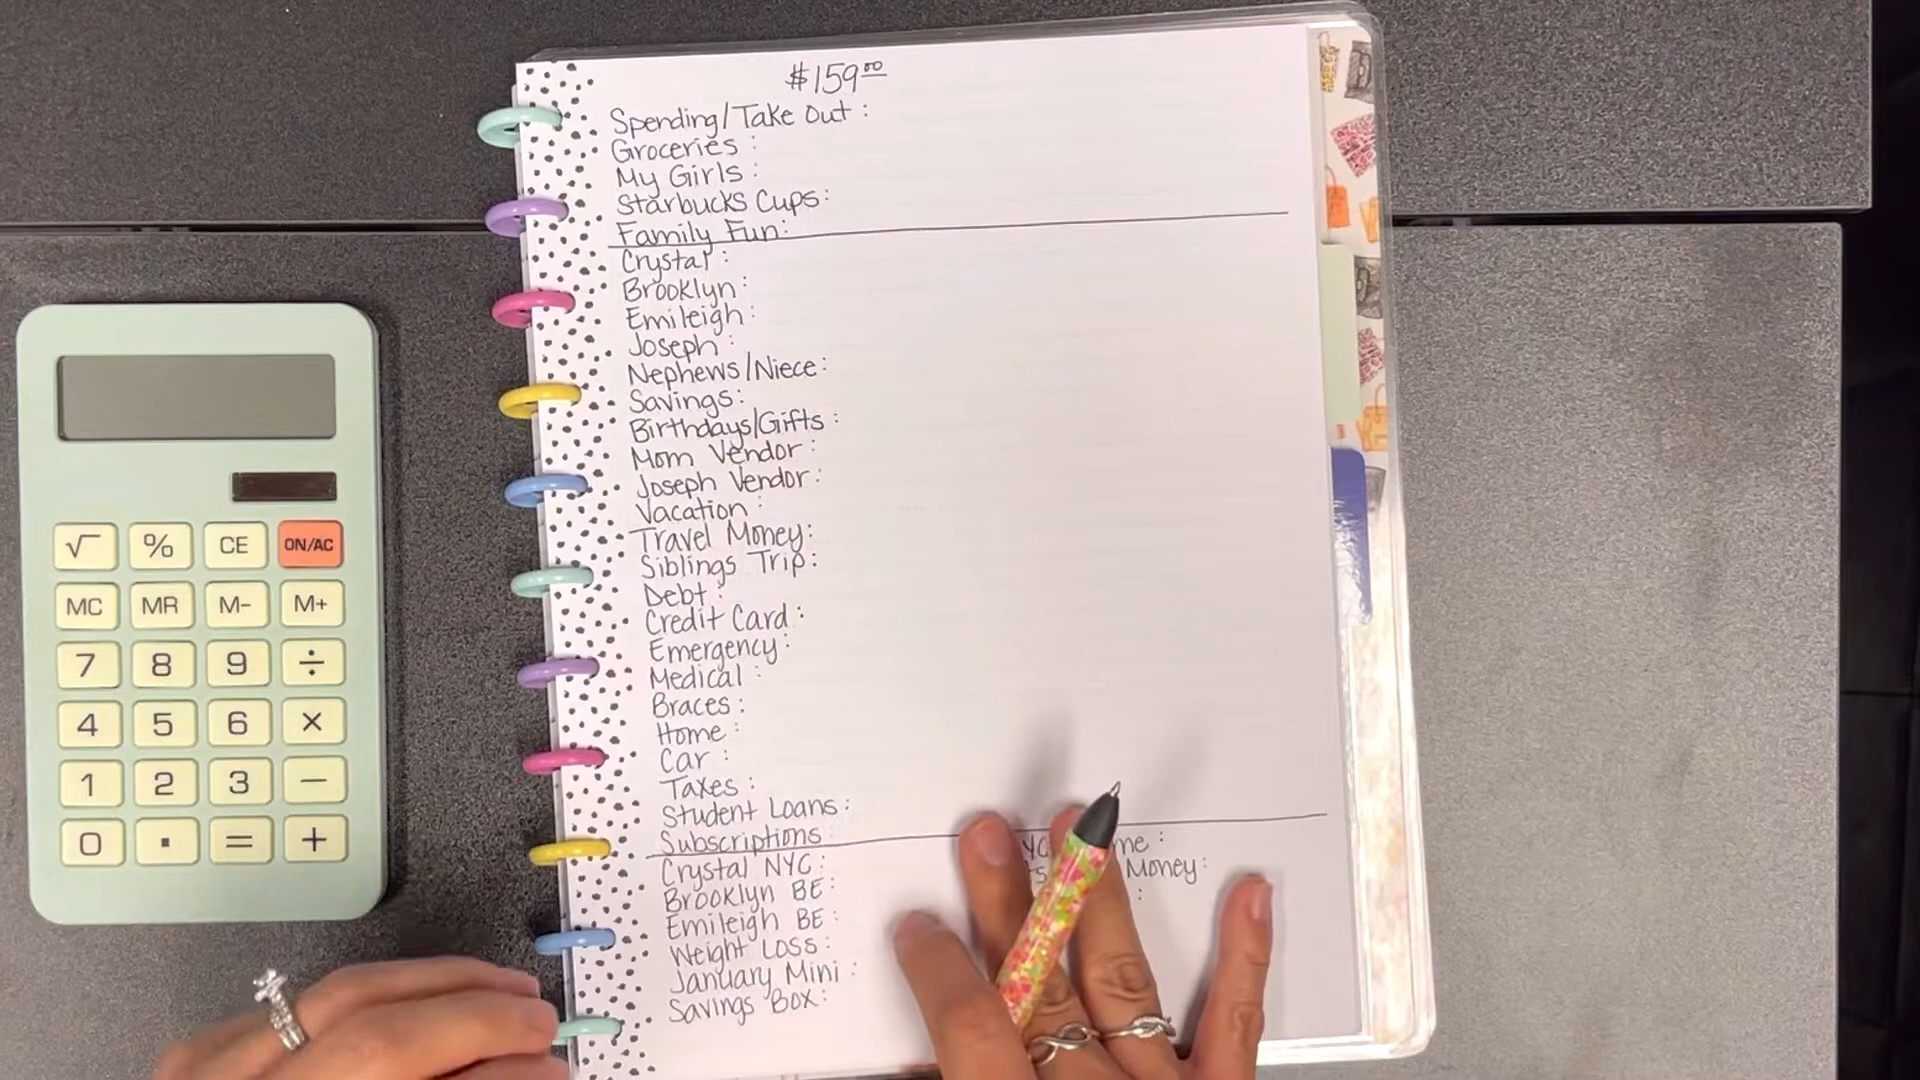 $159.00
Spending/Take Out:
Groceries:
My Girls:
Starbucks Cups:
Family Fun:
Crystal:
Brooklyn:
Emileigh:
Joseph:
Nephews/Niece:
Savings:
Birthdays/Gifts:
Mom Vendor:
Joseph Vendor:
Vacation:
Travel Money:
Siblings Trip:
Debt:
Credit Card:
Emergency:
Medical:
Braces:
Home:
Car:
Taxes:
Student Loans:
Subscriptions:
Crystal NYC:
Brooklyn BE:
Emileigh BE:
Weight Loss:
January Mini:
Savings Box:
Money:
√ % CE ON/AC
MC MR M- M+
7 8 9 ÷
4 5 6 ×
1 2 3 −
0 . = +